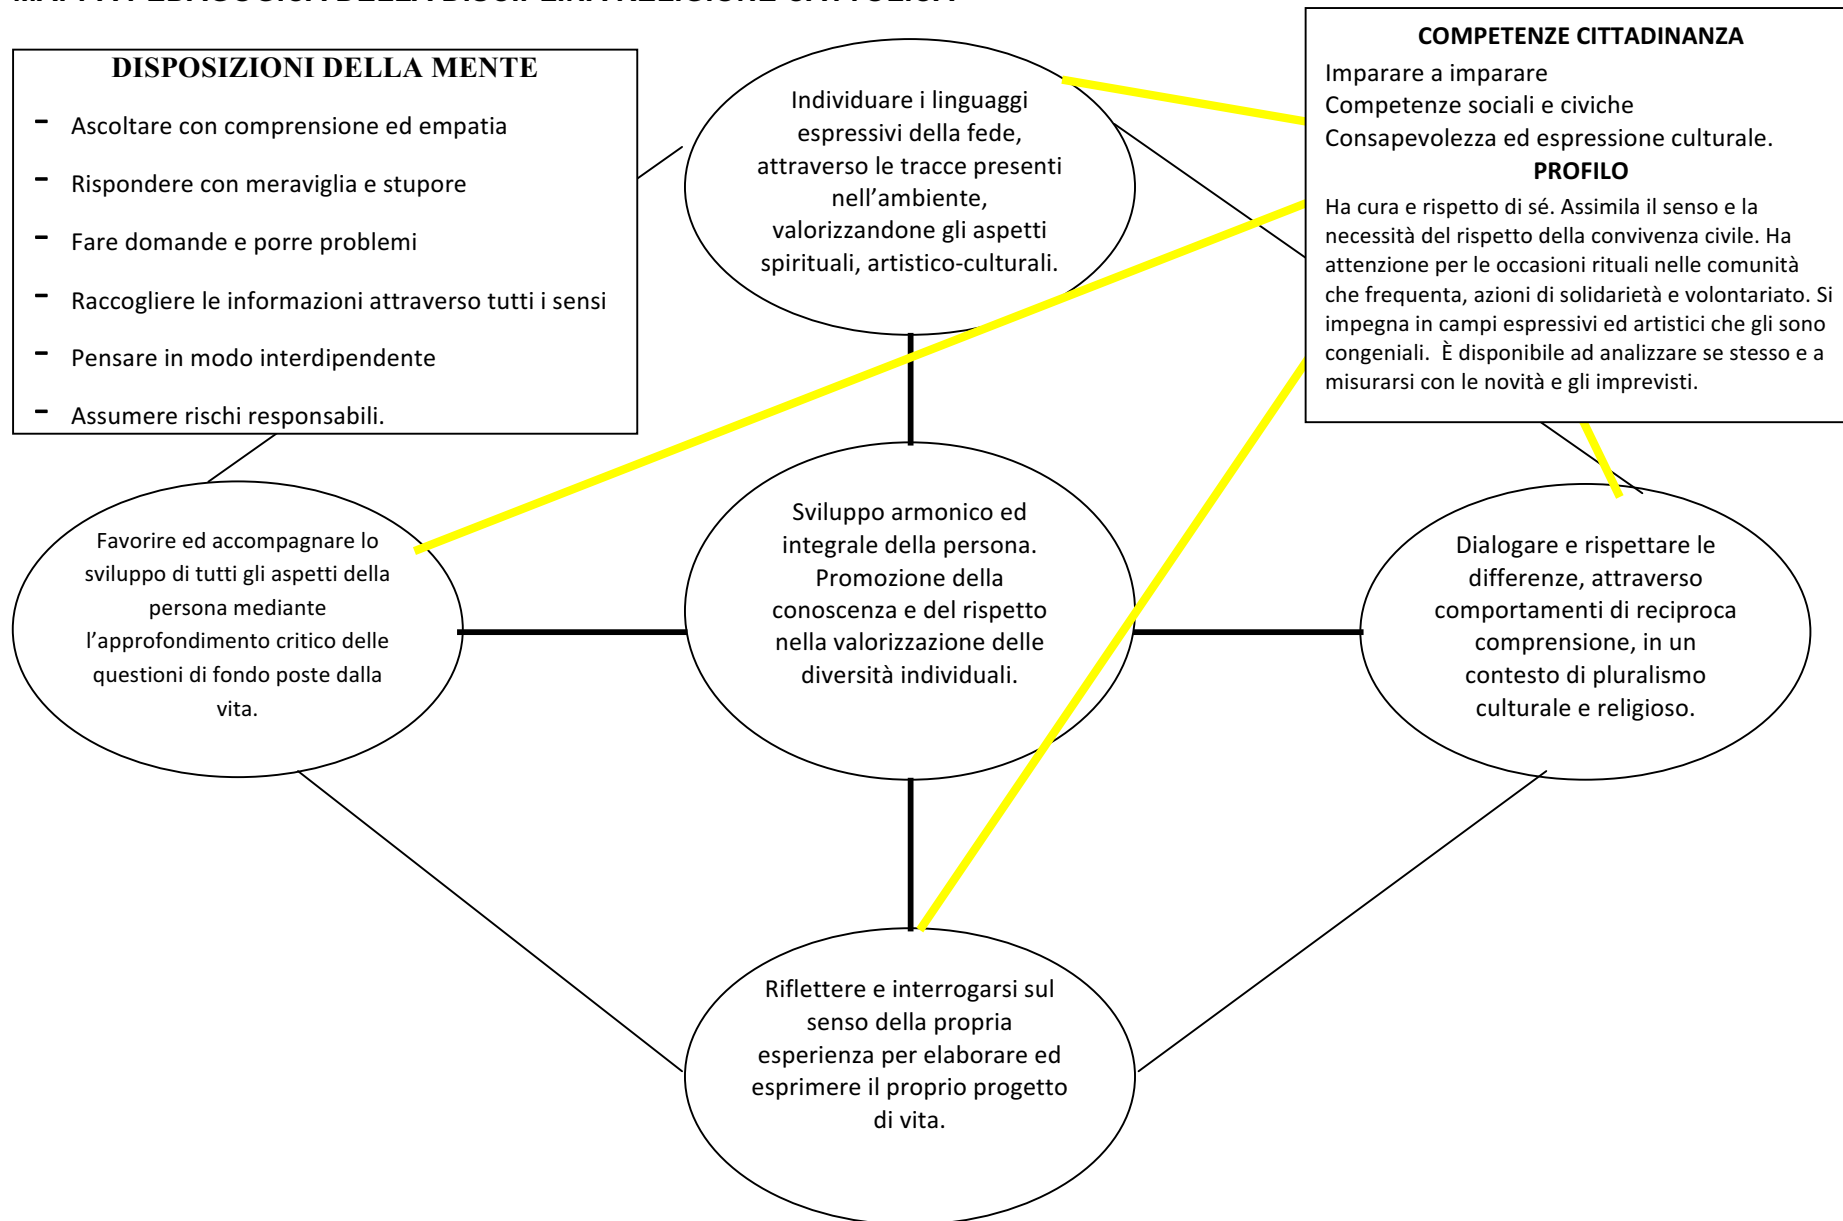 MAPPA PEDAGOGICA DELLA DISCIPLINA RELIGIONE CATTOLICA
DISPOSIZIONI DELLA MENTE
- Ascoltare con comprensione ed empatia
- Rispondere con meraviglia e stupore
- Fare domande e porre problemi
- Raccogliere le informazioni attraverso tutti i sensi
- Pensare in modo interdipendente
- Assumere rischi responsabili.
Individuare i linguaggi
espressivi della fede,
attraverso le tracce presenti
nell’ambiente,
valorizzandone gli aspetti
spirituali, artistico-culturali.
COMPETENZE CITTADINANZA
Imparare a imparare
Competenze sociali e civiche
Consapevolezza ed espressione culturale.
PROFILO
Ha cura e rispetto di sé. Assimila il senso e la
necessità del rispetto della convivenza civile. Ha
attenzione per le occasioni rituali nelle comunità
che frequenta, azioni di solidarietà e volontariato. Si
impegna in campi espressivi ed artistici che gli sono
congeniali. È disponibile ad analizzare se stesso e a
misurarsi con le novità e gli imprevisti.
Favorire ed accompagnare lo
sviluppo di tutti gli aspetti della
persona mediante
l’approfondimento critico delle
questioni di fondo poste dalla
vita.
Sviluppo armonico ed
integrale della persona.
Promozione della
conoscenza e del rispetto
nella valorizzazione delle
diversità individuali.
Dialogare e rispettare le
differenze, attraverso
comportamenti di reciproca
comprensione, in un
contesto di pluralismo
culturale e religioso.
Riflettere e interrogarsi sul
senso della propria
esperienza per elaborare ed
esprimere il proprio progetto
di vita.